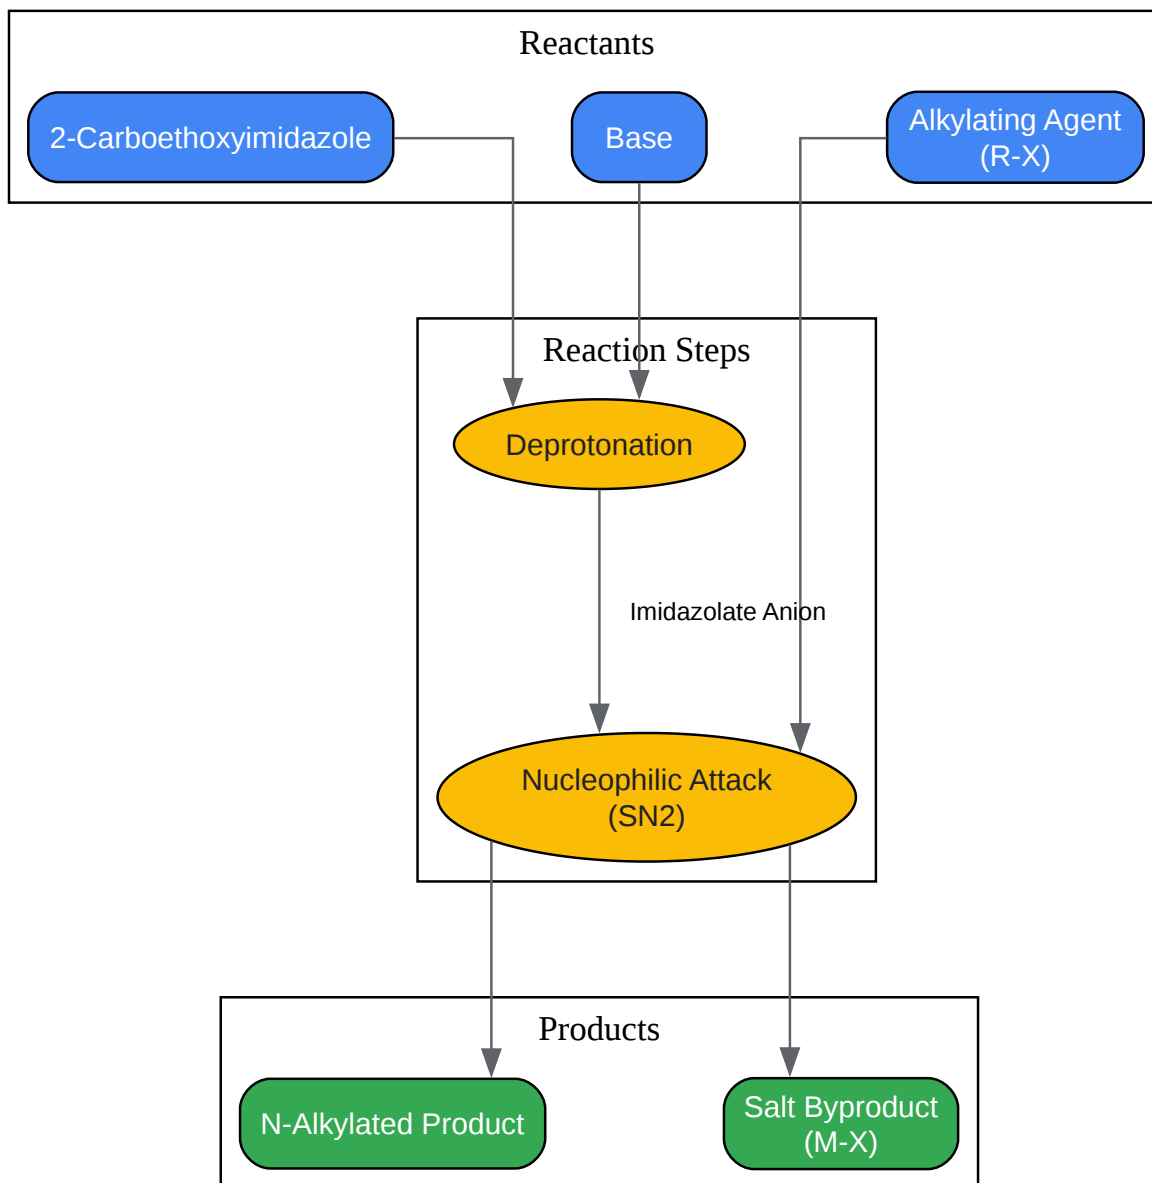 Reactants
2-Carboethoxyimidazole
Base
Alkylating Agent
(R-X)
Reaction Steps
Deprotonation
Imidazolate Anion
Nucleophilic Attack
(SN2)
Products
N-Alkylated Product
Salt Byproduct
(M-X)